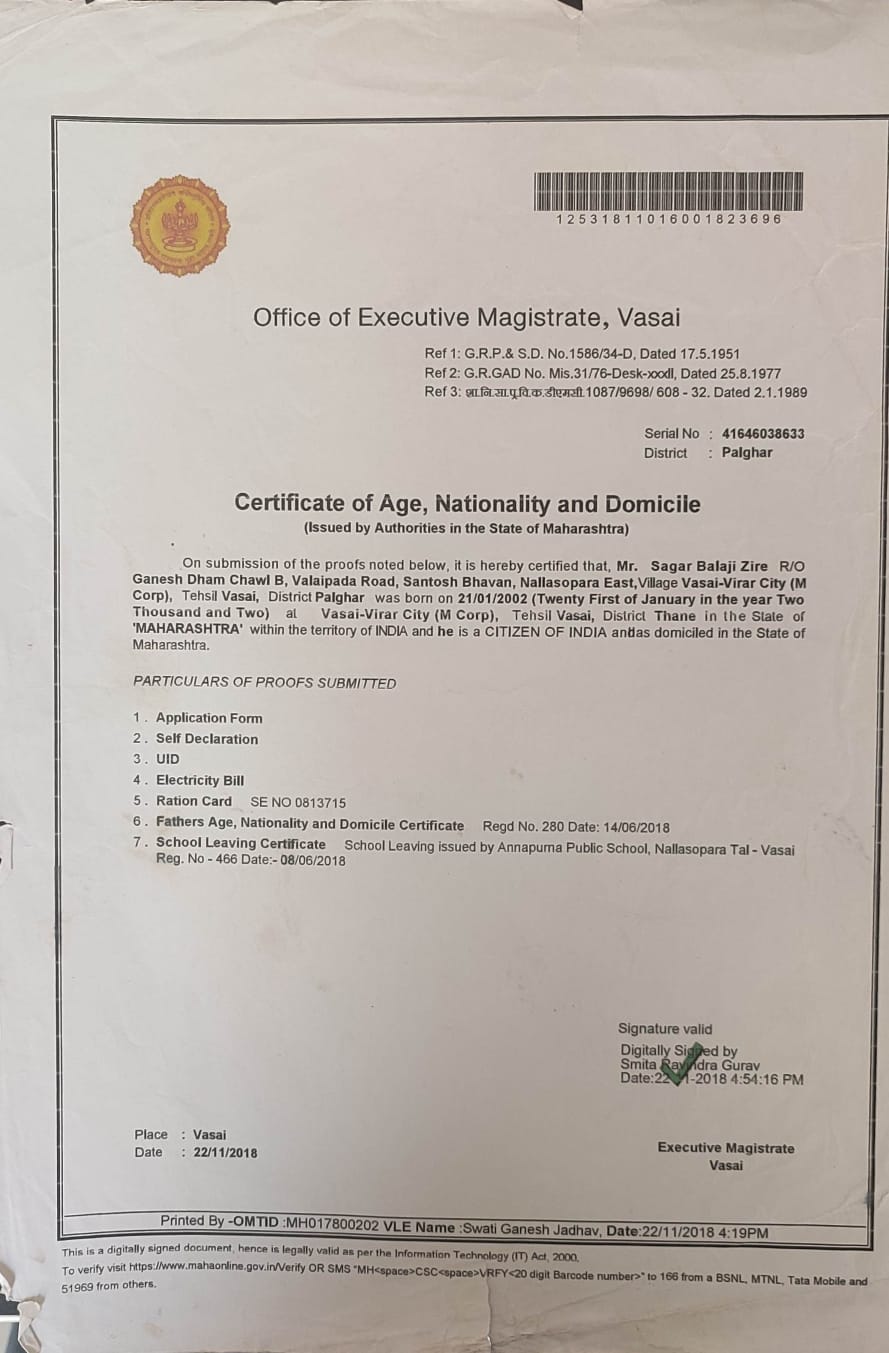 12531811016001823696
Office of Executive Magistrate, Vasai
Ref 1: G.R.P.& S.D. No.1586/34-D, Dated 17.5.1951
Ref 2: G.R.GAD No. Mis.31/76-Desk-xxxdl, Dated 25.8.1977
Ref 3: शा.नि.सा.पू.वि.क.डीएमसी.1087/9698/ 608 - 32. Dated 2.1.1989
Serial No : 41646038633
District : Palghar
Certificate of Age, Nationality and Domicile
(Issued by Authorities in the State of Maharashtra)
On submission of the proofs noted below, it is hereby certified that, Mr. Sagar Balaji Zire R/O
Ganesh Dham Chawl B, Valaipada Road, Santosh Bhavan, Nallasopara East,Village Vasai-Virar City (M
Corp), Tehsil Vasai, District Palghar was born on 21/01/2002 (Twenty First of January in the year Two
Thousand and Two) at Vasai-Virar City (M Corp), Tehsil Vasai, District Thane in the State of
'MAHARASHTRA' within the territory of INDIA and he is a CITIZEN OF INDIA and as domiciled in the State of
Maharashtra.
PARTICULARS OF PROOFS SUBMITTED
1 . Application Form
2 . Self Declaration
3 . UID
4 . Electricity Bill
5 . Ration Card SE NO 0813715
6 . Fathers Age, Nationality and Domicile Certificate Regd No. 280 Date: 14/06/2018
7 . School Leaving Certificate School Leaving issued by Annapurna Public School, Nallasopara Tal - Vasai
Reg. No - 466 Date:- 08/06/2018
Signature valid
Digitally Signed by
Smita Ravindra Gurav
Date:22-11-2018 4:54:16 PM
Place : Vasai
Date : 22/11/2018
Executive Magistrate
Vasai
Printed By -OMTID :MH017800202 VLE Name :Swati Ganesh Jadhav, Date:22/11/2018 4:19PM
This is a digitally signed document, hence is legally valid as per the Information Technology (IT) Act, 2000.
To verify visit https://www.mahaonline.gov.in/Verify OR SMS "MH<space>CSC<space>VRFY<20 digit Barcode number>" to 166 from a BSNL, MTNL, Tata Mobile and
51969 from others.